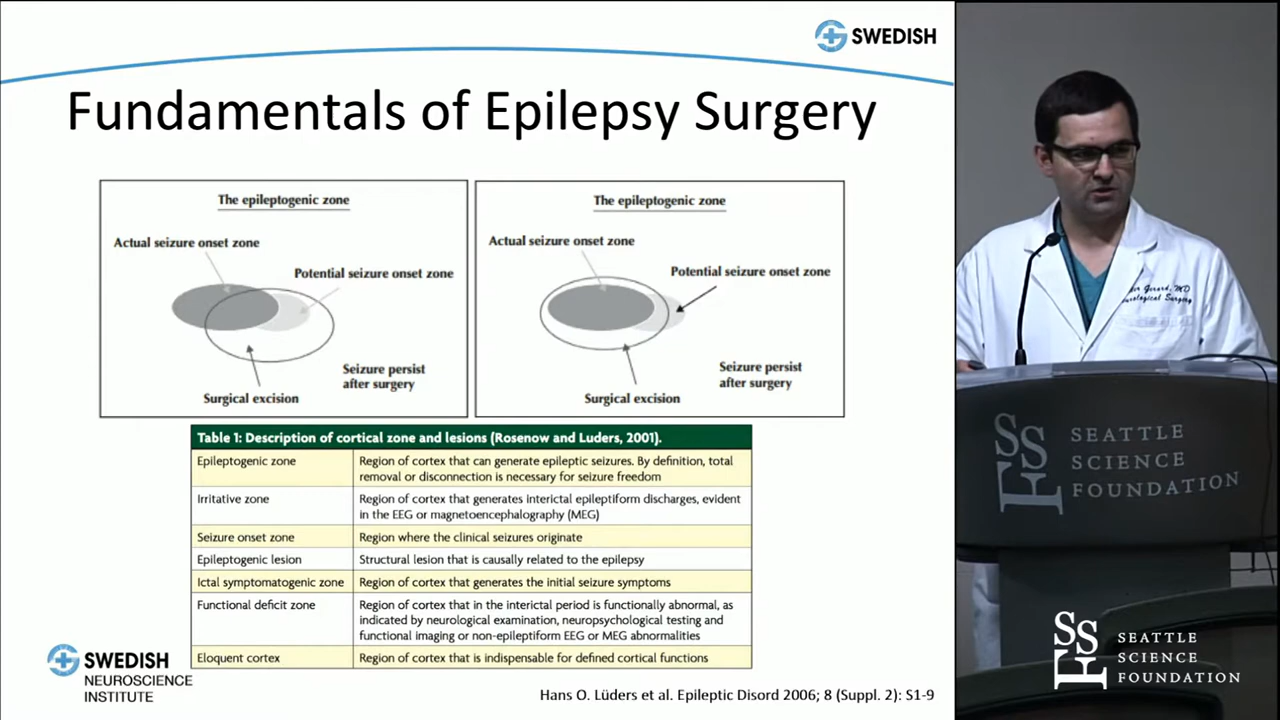 SWEDISH
Fundamentals of Epilepsy Surgery
The epileptogenic zone
Actual seizure onset zone
Potential seizure onset zone
Seizure persist
after surgery
Surgical excision
The epileptogenic zone
Actual seizure onset zone
Potential seizure onset zone
Seizure persist
after surgery
Surgical excision
Table 1: Description of cortical zone and lesions (Rosenow and Luders, 2001).
Epileptogenic zone
Region of cortex that can generate epileptic seizures. By definition, total
removal or disconnection is necessary for seizure freedom
Irritative zone
Region of cortex that generates interictal epileptiform discharges, evident
in the EEG or magnetoencephalography (MEG)
Seizure onset zone
Region where the clinical seizures originate
Epileptogenic lesion
Structural lesion that is causally related to the epilepsy
Ictal symptomatogenic zone
Region of cortex that generates the initial seizure symptoms
Functional deficit zone
Region of cortex that in the interictal period is functionally abnormal, as
indicated by neurological examination, neuropsychological testing and
functional imaging or non-epileptiform EEG or MEG abnormalities
Eloquent cortex
Region of cortex that is indispensable for defined cortical functions
SWEDISH
NEUROSCIENCE
INSTITUTE
Hans O. Lüders et al. Epileptic Disord 2006; 8 (Suppl. 2): S1-9
Gerard, MD
Surgery
SSF
SEATTLE
SCIENCE
FOUNDATION
SSF
SEATTLE
SCIENCE
FOUNDATION